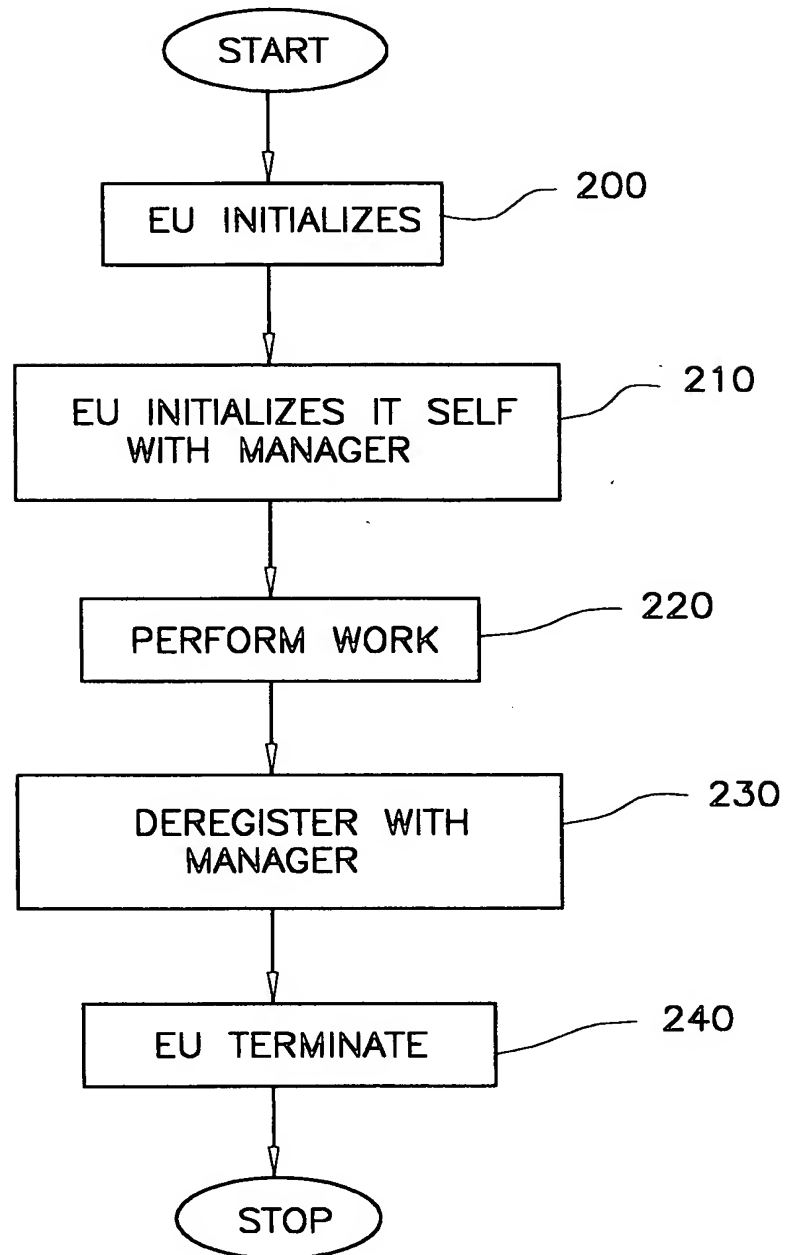 START
EU INITIALIZES
200
EU INITIALIZES IT SELF
WITH MANAGER
210
PERFORM WORK
220
DEREGISTER WITH
MANAGER
230
EU TERMINATE
240
STOP